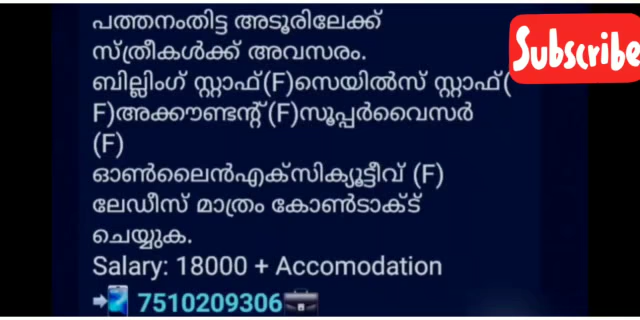 പത്തനംതിട്ട അടൂരിലേക്ക്
സ്ത്രീകൾക്ക് അവസരം.
ബില്ലിംഗ് സ്റ്റാഫ്(F)സെയിൽസ് സ്റ്റാഫ്(
F)അക്കൗണ്ടന്റ്(F)സൂപ്പർവൈസർ
(F)
ഓൺലൈൻഎക്സിക്യൂട്ടീവ് (F)
ലേഡീസ് മാത്രം കോൺടാക്ട്
ചെയ്യുക.
Salary: 18000 + Accomodation
7510209306
Subscribe